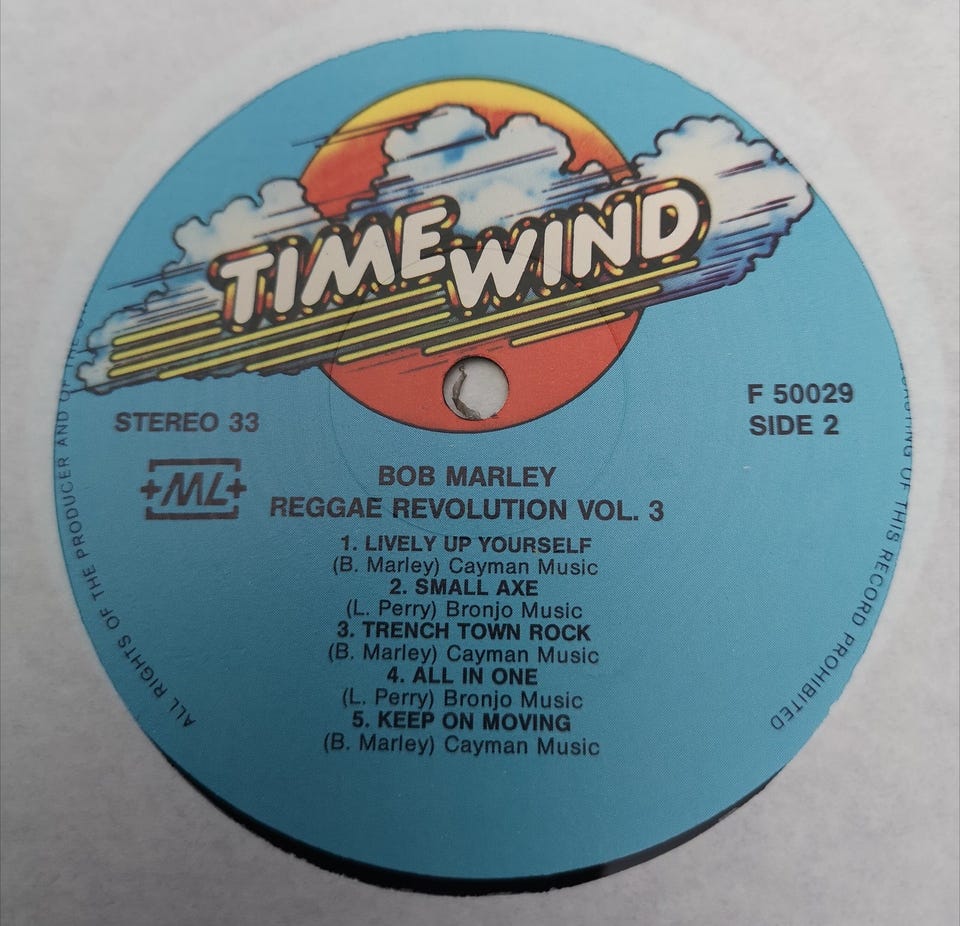 TIME WIND
STEREO 33
F 50029
SIDE 2
+ML+
BOB MARLEY
REGGAE REVOLUTION VOL. 3
1. LIVELY UP YOURSELF
(B. Marley) Cayman Music
2. SMALL AXE
(L. Perry) Bronjo Music
3. TRENCH TOWN ROCK
(B. Marley) Cayman Music
4. ALL IN ONE
(L. Perry) Bronjo Music
5. KEEP ON MOVING
(B. Marley) Cayman Music
ALL RIGHTS OF THE PRODUCER AND OF THE
OF THIS RECORD PROHIBITED